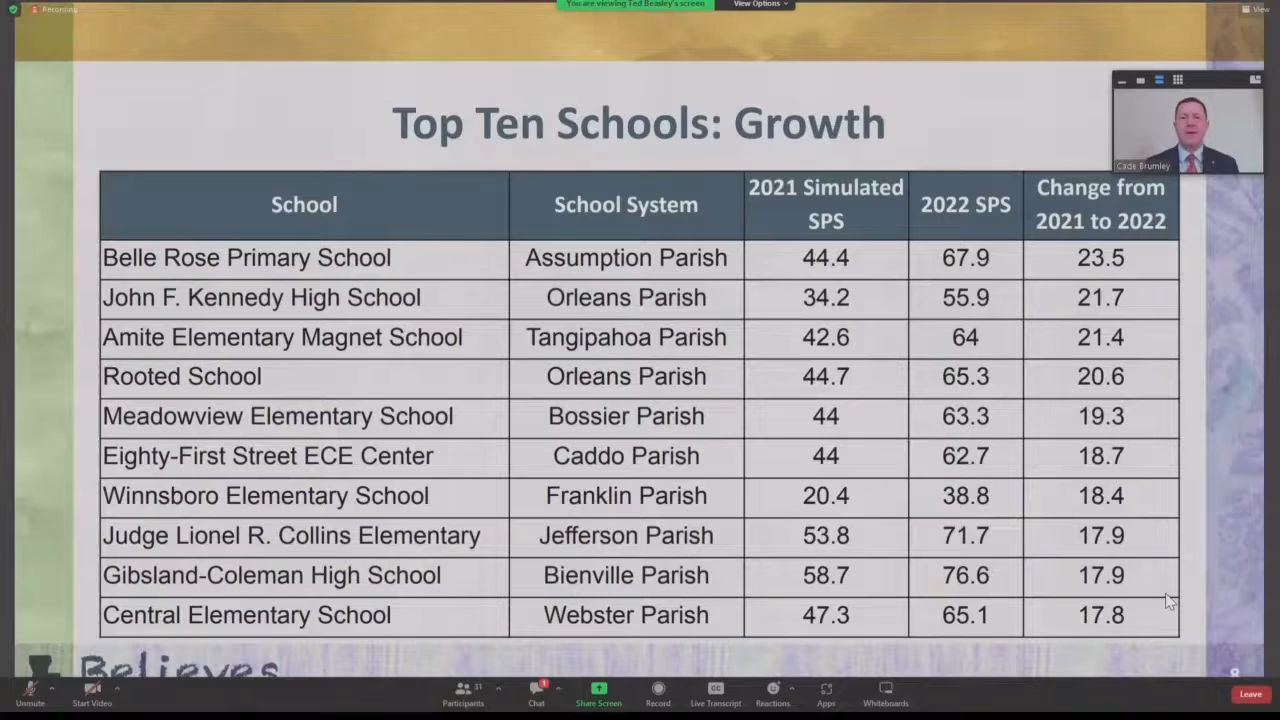 Recording
You are viewing Ted Beasley's screen
View Options
View
Top Ten Schools: Growth
Cade Brumley
School School System 2021 Simulated SPS 2022 SPS Change from 2021 to 2022
Belle Rose Primary School Assumption Parish 44.4 67.9 23.5
John F. Kennedy High School Orleans Parish 34.2 55.9 21.7
Amite Elementary Magnet School Tangipahoa Parish 42.6 64 21.4
Rooted School Orleans Parish 44.7 65.3 20.6
Meadowview Elementary School Bossier Parish 44 63.3 19.3
Eighty-First Street ECE Center Caddo Parish 44 62.7 18.7
Winnsboro Elementary School Franklin Parish 20.4 38.8 18.4
Judge Lionel R. Collins Elementary Jefferson Parish 53.8 71.7 17.9
Gibsland-Coleman High School Bienville Parish 58.7 76.6 17.9
Central Elementary School Webster Parish 47.3 65.1 17.8
Believes
8
Unmute
Start Video
31
Participants
1
Chat
Share Screen
Record
CC
Live Transcript
Reactions
Apps
Whiteboards
Leave